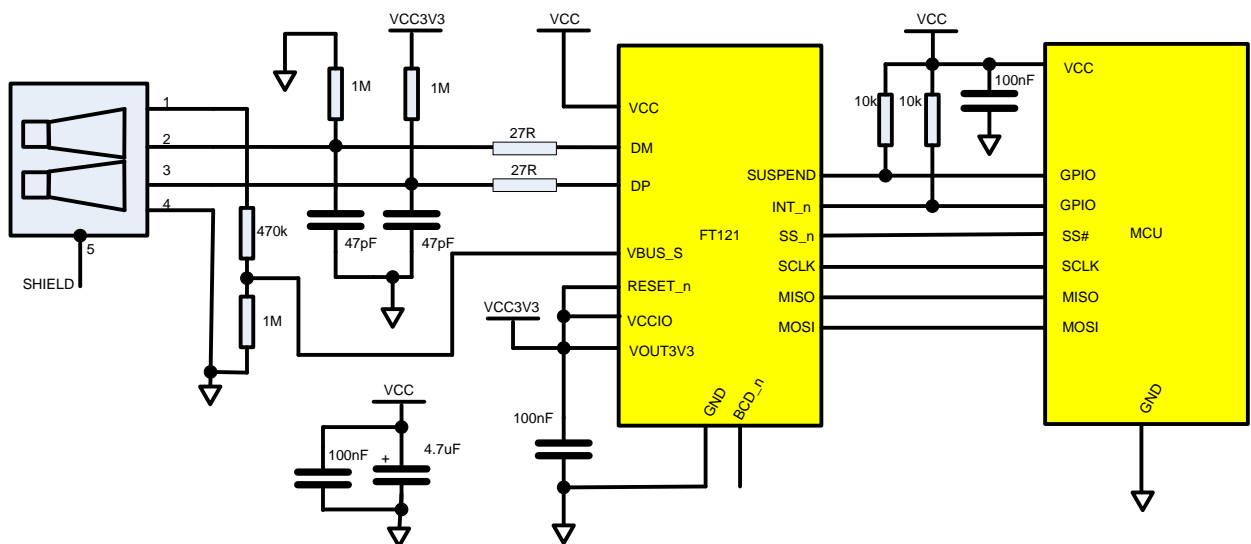 VCC3V3
VCC
VCC
1M
1M
VCC
100nF
10k
10k
1
2
3
4
5
SHIELD
27R
27R
VCC
DM
DP
SUSPEND
INT_n
FT121
SS_n
SCLK
MISO
MOSI
VBUS_S
RESET_n
VCCIO
VOUT3V3
GND
BCD_n
GPIO
GPIO
SS#
MCU
SCLK
MISO
MOSI
GND
470k
47pF
47pF
1M
VCC3V3
VCC
100nF
+
4.7uF
100nF